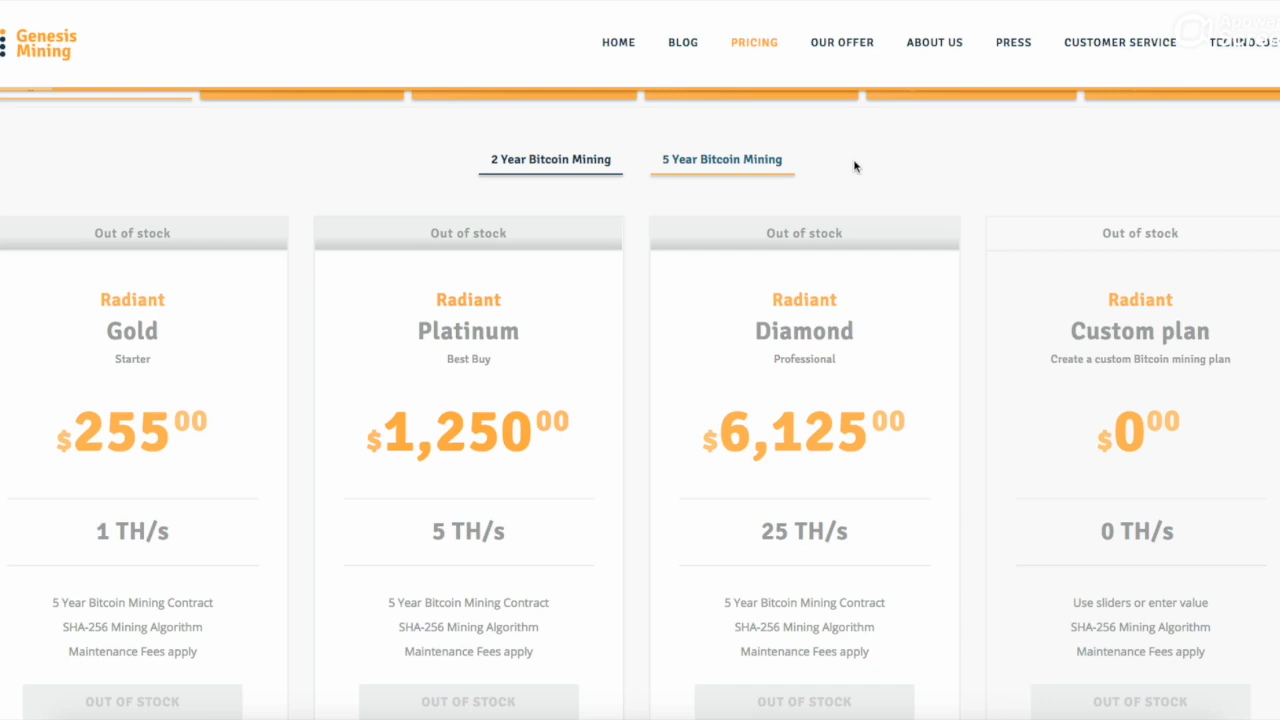 Genesis
Mining
HOME BLOG PRICING OUR OFFER ABOUT US PRESS CUSTOMER SERVICE
2 Year Bitcoin Mining 5 Year Bitcoin Mining
Out of stock Out of stock Out of stock Out of stock
Radiant Radiant Radiant Radiant
Gold Platinum Diamond Custom plan
Starter Best Buy Professional Create a custom Bitcoin mining plan
$255 00 $1,250 00 $6,125 00 $0 00
1 TH/s 5 TH/s 25 TH/s 0 TH/s
5 Year Bitcoin Mining Contract 5 Year Bitcoin Mining Contract 5 Year Bitcoin Mining Contract Use sliders or enter value
SHA-256 Mining Algorithm SHA-256 Mining Algorithm SHA-256 Mining Algorithm SHA-256 Mining Algorithm
Maintenance Fees apply Maintenance Fees apply Maintenance Fees apply Maintenance Fees apply
OUT OF STOCK OUT OF STOCK OUT OF STOCK OUT OF STOCK